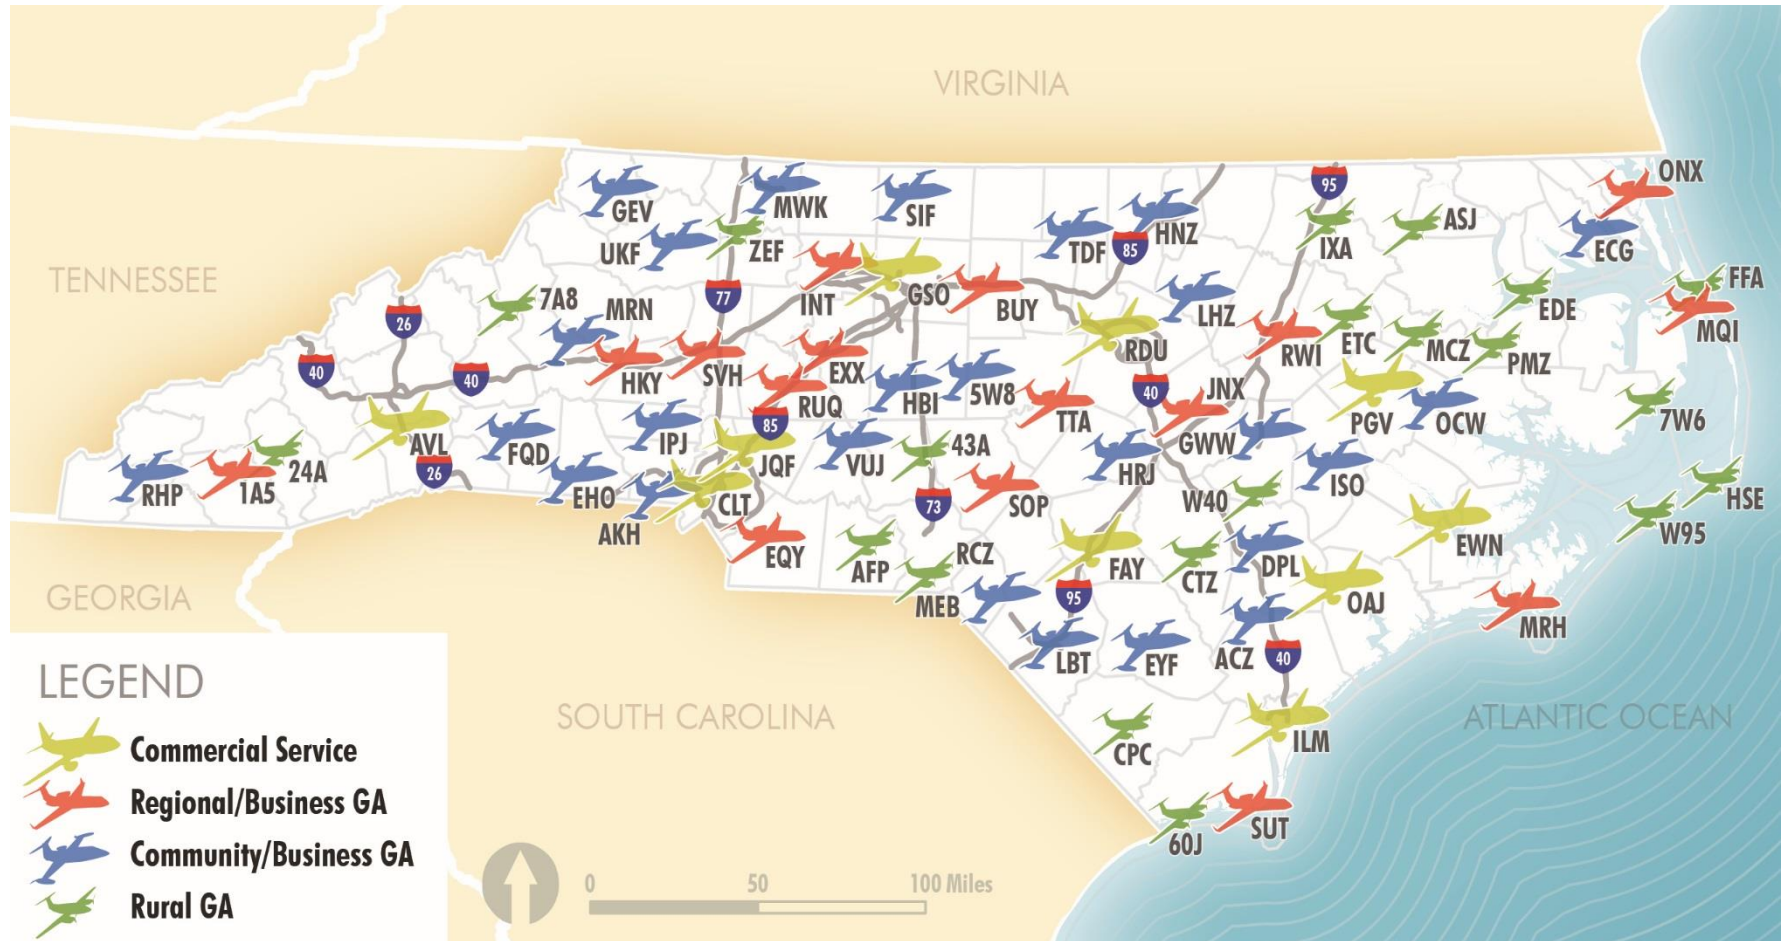 VIRGINIA
ONX
95
GEV
MWK
SIF
ASJ
HNZ
UKF
ZEF
TDF
85
IXA
ECG
TENNESSEE
7A8
MRN
77
INT
GSO
BUY
LHZ
EDE
FFA
MQI
26
RDU
RWI
ETC
MCZ
PMZ
40
40
HKY
SVH
EXX
RUQ
HBI
5W8
TTA
40
JNX
PGV
OCW
7W6
AVL
FQD
IPJ
85
JQF
VUJ
43A
GWW
HRJ
RHP
1A5
24A
26
EHO
AKH
CLT
73
SOP
W40
ISO
HSE
W95
EQY
AFP
RCZ
MEB
FAY
CTZ
DPL
EWN
GEORGIA
95
OAJ
MRH
LBT
EYF
ACZ
40
SOUTH CAROLINA
CPC
ILM
ATLANTIC OCEAN
60J
SUT
LEGEND
Commercial Service
Regional/Business GA
Community/Business GA
Rural GA
0 50 100 Miles